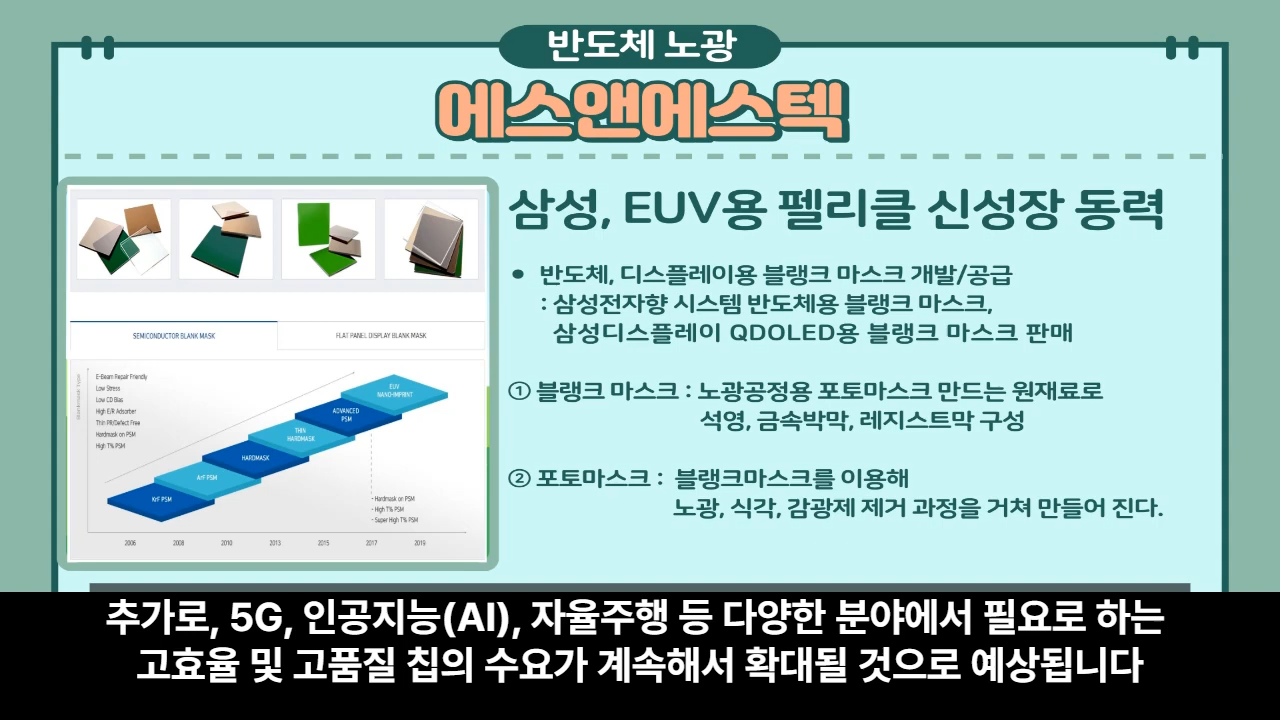 반도체 노광
에스앤에스텍
삼성, EUV용 펠리클 신성장 동력
• 반도체, 디스플레이용 블랭크 마스크 개발/공급
: 삼성전자향 시스템 반도체용 블랭크 마스크,
삼성디스플레이 QDOLED용 블랭크 마스크 판매
① 블랭크 마스크 : 노광공정용 포토마스크 만드는 원재료로
석영, 금속박막, 레지스트막 구성
② 포토마스크 : 블랭크마스크를 이용해
노광, 식각, 감광제 제거 과정을 거쳐 만들어 진다.
SEMICONDUCTOR BLANK MASK
FLAT PANEL DISPLAY BLANK MASK
E-Beam Repair Friendly
Low Stress
Low CD Bias
High E/R Adsorber
Thin PR/Defect Free
Hardmask on PSM
High T% PSM
EUV
NANO-IMPRINT
ADVANCED
PSM
THIN
HARDMASK
HARDMASK
ArF PSM
KrF PSM
- Hardmask on PSM
- High T% PSM
- Super High T% PSM
2006 2008 2010 2013 2015 2017 2019
추가로, 5G, 인공지능(AI), 자율주행 등 다양한 분야에서 필요로 하는
고효율 및 고품질 칩의 수요가 계속해서 확대될 것으로 예상됩니다